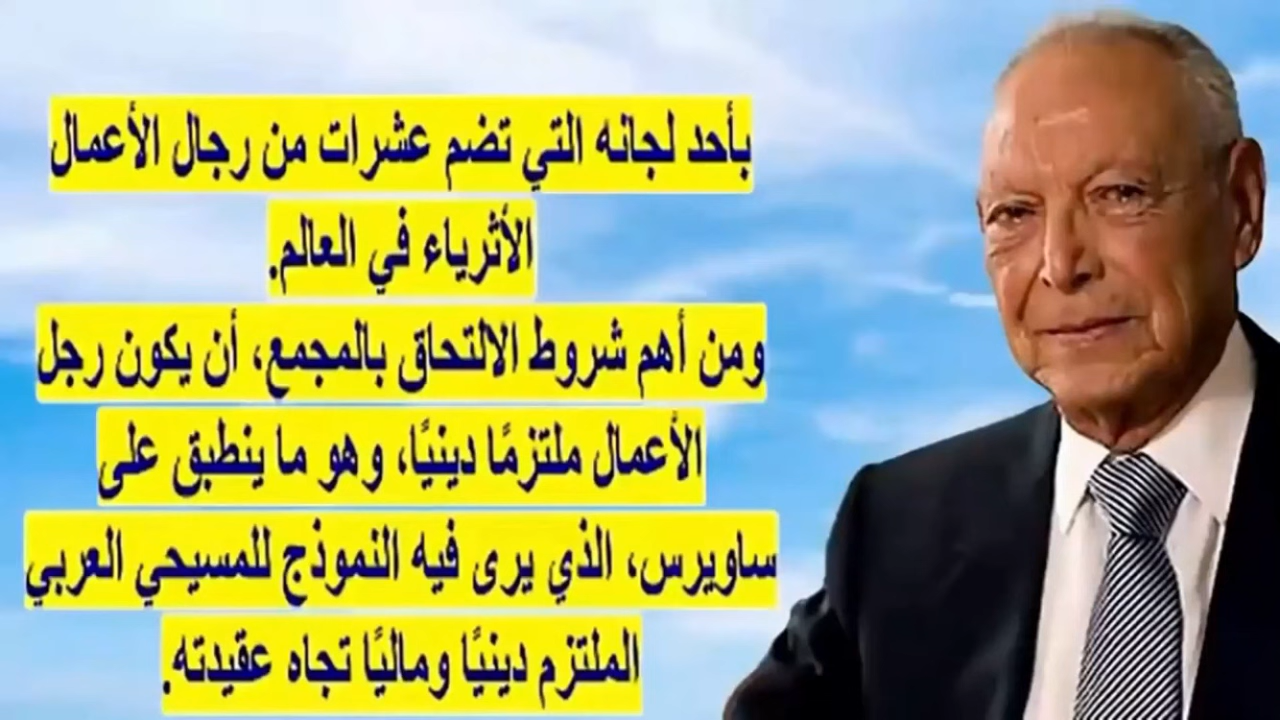 بأحد لجانه التي تضم عشرات من رجال الأعمال
الأثرياء في العالم.
ومن أهم شروط الالتحاق بالمجمع، أن يكون رجل
الأعمال ملتزمًا دينيًا، وهو ما ينطبق على
ساويرس، الذي يرى فيه النموذج للمسيحي العربي
الملتزم دينيًا وماليًا تجاه عقيدته.